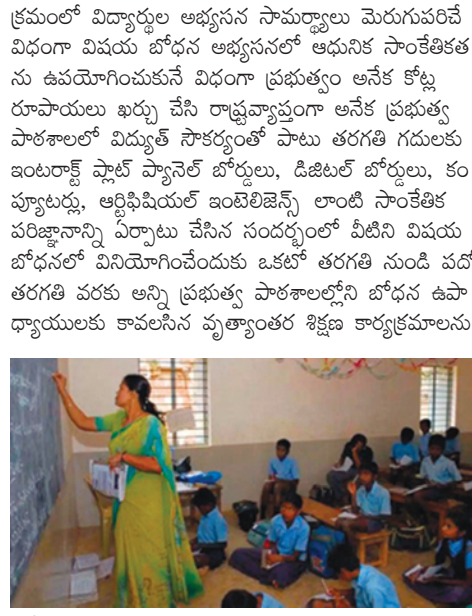 క్రమంలో విద్యార్థుల అభ్యసన సామర్థ్యాలు మెరుగుపరిచే
విధంగా విషయ బోధన అభ్యసనలో ఆధునిక సాంకేతికత
ను ఉపయోగించుకునే విధంగా ప్రభుత్వం అనేక కోట్ల
రూపాయలు ఖర్చు చేసి రాష్ట్రవ్యాప్తంగా అనేక ప్రభుత్వ
పాఠశాలలో విద్యుత్ సౌకర్యంతో పాటు తరగతి గదులకు
ఇంటరాక్ట్ ప్లాట్ ప్యానెల్ బోర్డులు, డిజిటల్ బోర్డులు, కం
ప్యూటర్లు, ఆర్టిఫిషియల్ ఇంటెలిజెన్స్ లాంటి సాంకేతిక
పరిజ్ఞానాన్ని ఏర్పాటు చేసిన సందర్భంలో వీటిని విషయ
బోధనలో వినియోగించేందుకు ఒకటో తరగతి నుండి పదో
తరగతి వరకు అన్ని ప్రభుత్వ పాఠశాలల్లోని బోధన ఉపా
ధ్యాయులకు కావలసిన వృత్యాంతర శిక్షణ కార్యక్రమాలను